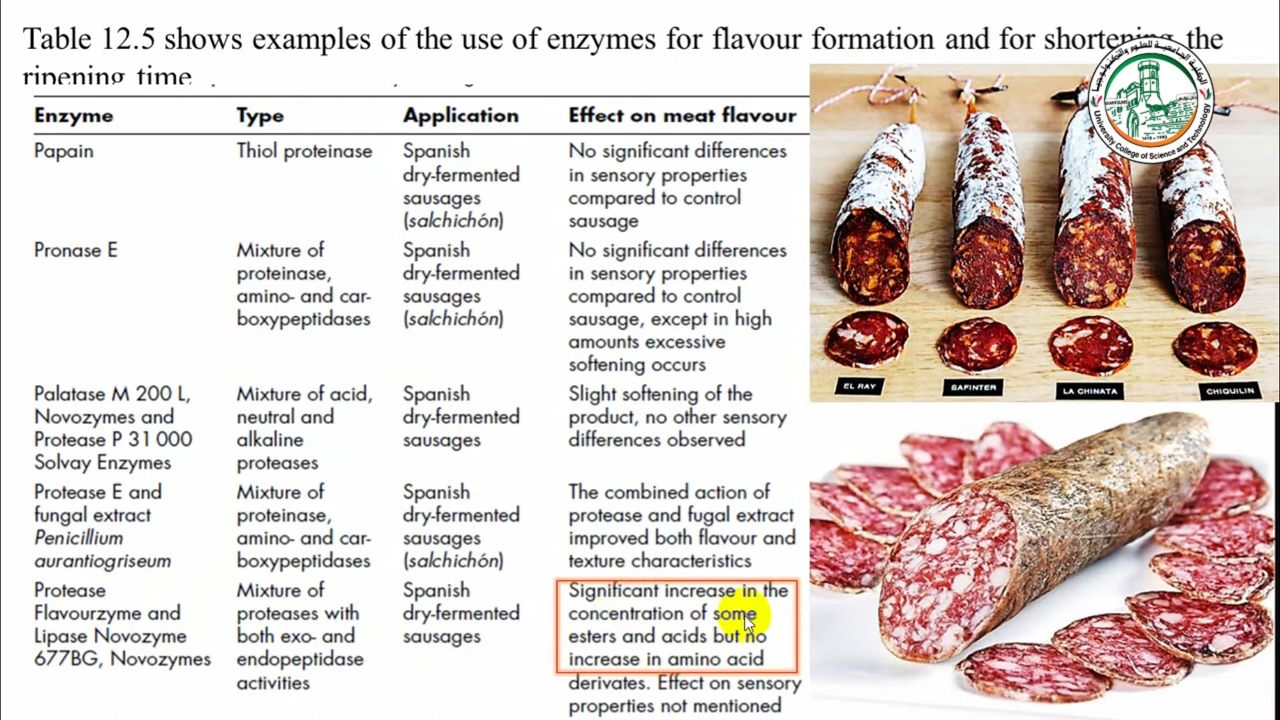 Table 12.5 shows examples of the use of enzymes for flavour formation and for shortening the
ripening time
Enzyme Type Application Effect on meat flavour
Papain Thiol proteinase Spanish No significant differences
dry-fermented in sensory properties
sausages compared to control
(salchichón) sausage
Pronase E Mixture of Spanish No significant differences
proteinase, dry-fermented in sensory properties
amino- and car- sausages compared to control
boxypeptidases (salchichón) sausage, except in high
amounts excessive
softening occurs
Palatase M 200 L, Mixture of acid, Spanish Slight softening of the
Novozymes and neutral and dry-fermented product, no other sensory
Protease P 31 000 alkaline sausages differences observed
Solvay Enzymes proteases
Protease E and Mixture of Spanish The combined action of
fungal extract proteinase, dry-fermented protease and fugal extract
Penicillium amino- and car- sausages improved both flavour and
aurantiogriseum boxypeptidases (salchichón) texture characteristics
Protease Mixture of Spanish Significant increase in the
Flavourzyme and proteases with dry-fermented concentration of some
Lipase Novozyme both exo- and sausages esters and acids but no
677BG, Novozymes endopeptidase increase in amino acid
activities derivates. Effect on sensory
properties not mentioned
EL RAY
SAFINTER
LA CHINATA
CHIQUILIN
University College of Science and Technology